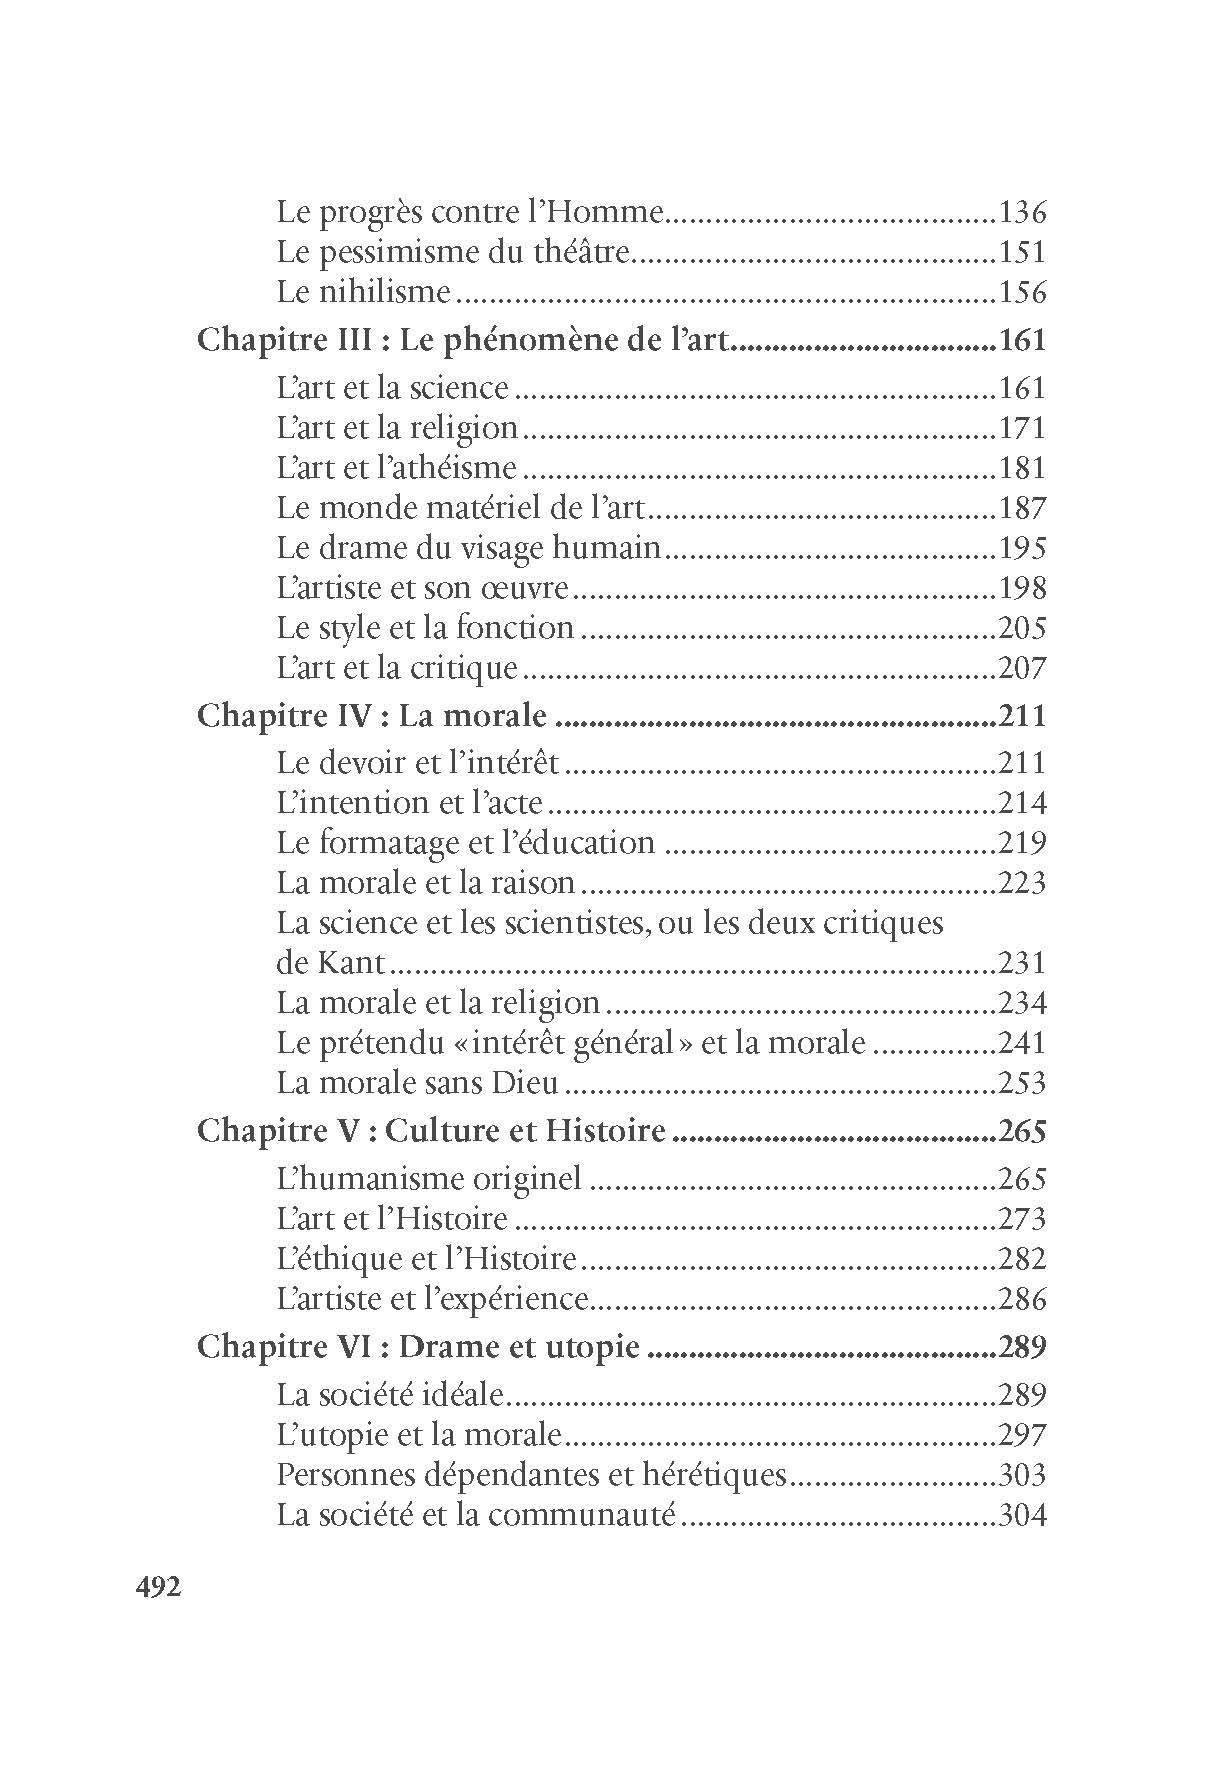 Le progrès contre l’Homme........................................136
Le pessimisme du théâtre............................................151
Le nihilisme.................................................................156
Chapitre III : Le phénomène de l’art................................161
L’art et la science..........................................................161
L’art et la religion.........................................................171
L’art et l’athéisme.........................................................181
Le monde matériel de l’art..........................................187
Le drame du visage humain........................................195
L’artiste et son œuvre...................................................198
Le style et la fonction..................................................205
L’art et la critique.........................................................207
Chapitre IV : La morale .....................................................211
Le devoir et l’intérêt....................................................211
L’intention et l’acte......................................................214
Le formatage et l’éducation ........................................219
La morale et la raison..................................................223
La science et les scientistes, ou les deux critiques
de Kant.........................................................................231
La morale et la religion...............................................234
Le prétendu «intérêt général» et la morale ...............241
La morale sans Dieu....................................................253
Chapitre V : Culture et Histoire.......................................265
L’humanisme originel .................................................265
L’art et l’Histoire..........................................................273
L’éthique et l’Histoire..................................................282
L’artiste et l’expérience.................................................286
Chapitre VI : Drame et utopie..........................................289
La société idéale...........................................................289
L’utopie et la morale....................................................297
Personnes dépendantes et hérétiques.........................303
La société et la communauté......................................304
492